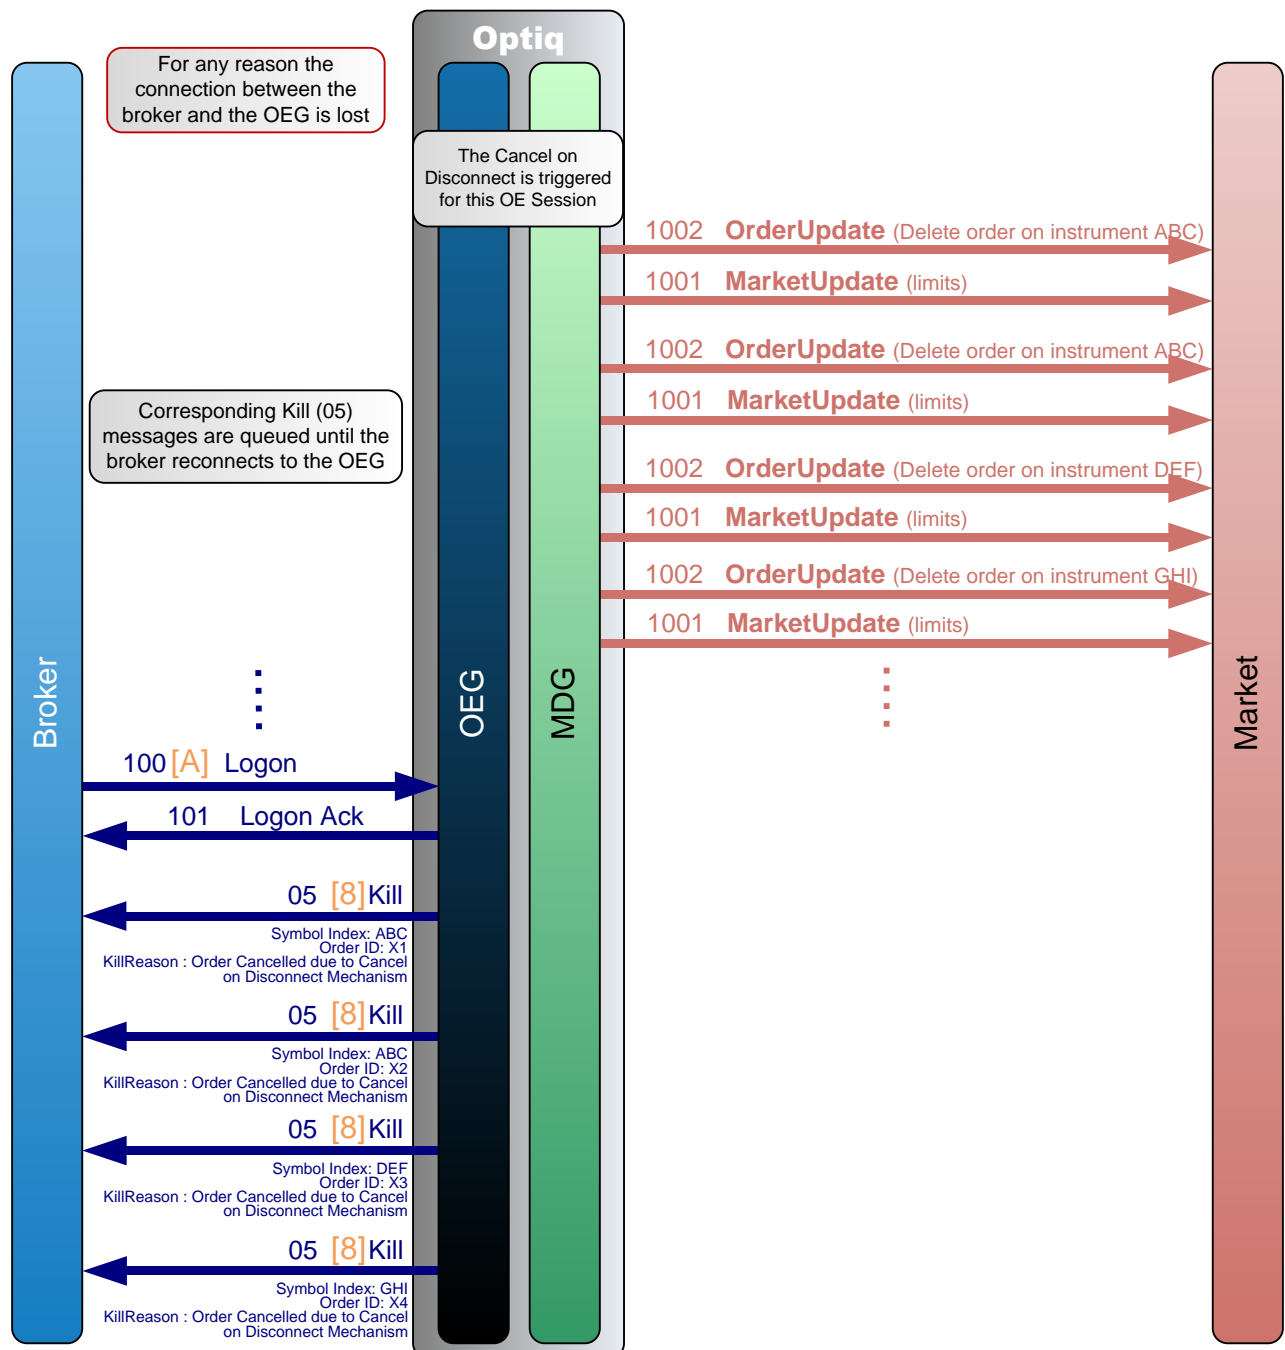 Optiq
For any reason the
connection between the
broker and the OEG is lost
The Cancel on
Disconnect is triggered
for this OE Session
1002 OrderUpdate (Delete order on instrument ABC)
1001 MarketUpdate (limits)
1002 OrderUpdate (Delete order on instrument ABC)
1001 MarketUpdate (limits)
Corresponding Kill (05)
messages are queued until the
broker reconnects to the OEG
1002 OrderUpdate (Delete order on instrument DEF)
1001 MarketUpdate (limits)
1002 OrderUpdate (Delete order on instrument GHI)
1001 MarketUpdate (limits)
Broker
OEG
MDG
Market
100 [A] Logon
101 Logon Ack
05 [8] Kill
Symbol Index: ABC
Order ID: X1
KillReason : Order Cancelled due to Cancel
on Disconnect Mechanism
05 [8] Kill
Symbol Index: ABC
Order ID: X2
KillReason : Order Cancelled due to Cancel
on Disconnect Mechanism
05 [8] Kill
Symbol Index: DEF
Order ID: X3
KillReason : Order Cancelled due to Cancel
on Disconnect Mechanism
05 [8] Kill
Symbol Index: GHI
Order ID: X4
KillReason : Order Cancelled due to Cancel
on Disconnect Mechanism